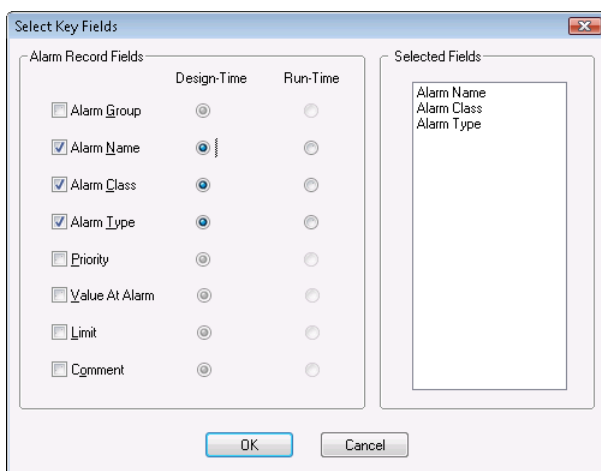 Select Key Fields
Alarm Record Fields
Design-Time Run-Time
Alarm Group
Alarm Name
Alarm Class
Alarm Type
Priority
Value At Alarm
Limit
Comment
Selected Fields
Alarm Name
Alarm Class
Alarm Type
OK Cancel